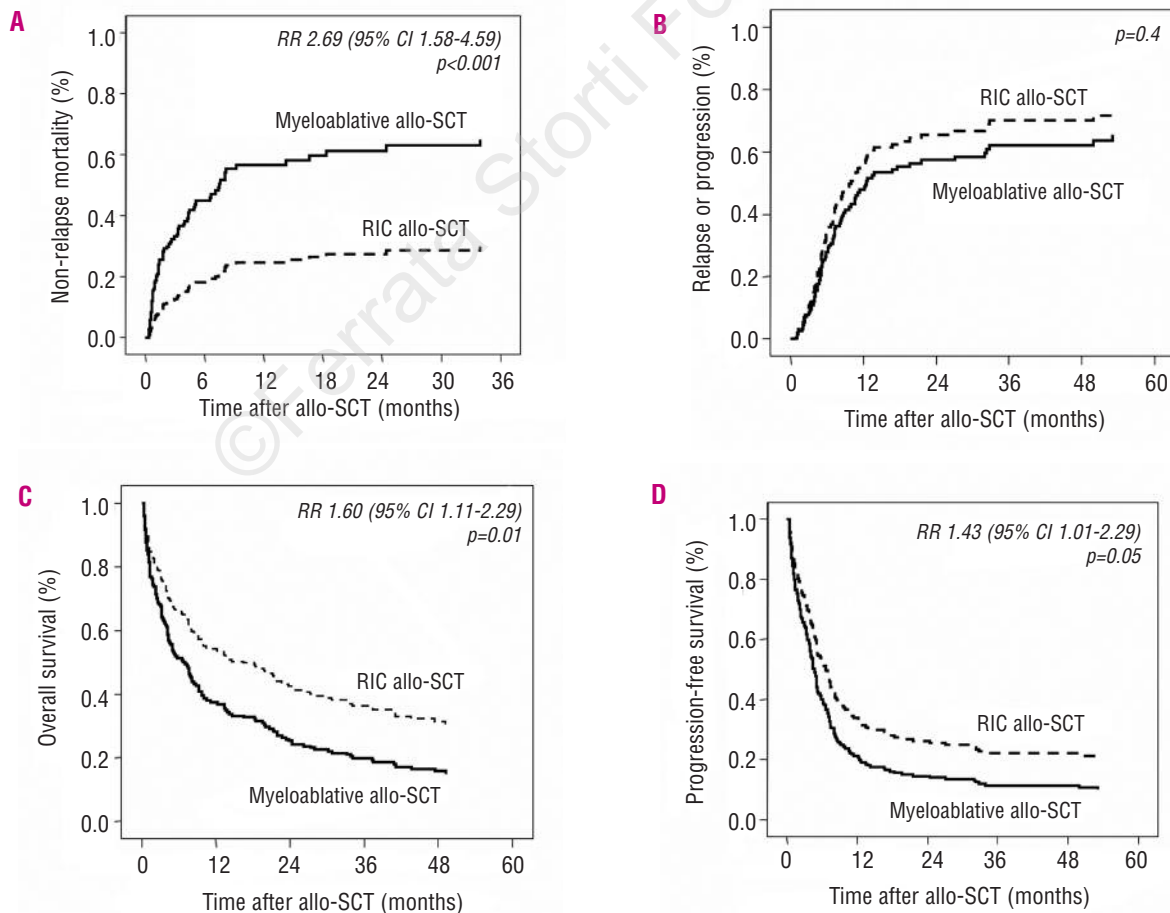 A
RR 2.69 (95% CI 1.58-4.59)
p<0.001
Non-relapse mortality (%)
1.0
0.8
0.6
0.4
0.2
0.0
Myeloablative allo-SCT
RIC allo-SCT
0 6 12 18 24 30 36
Time after allo-SCT (months)
B
p=0.4
Relapse or progression (%)
1.0
0.8
0.6
0.4
0.2
0.0
RIC allo-SCT
Myeloablative allo-SCT
0 12 24 36 48 60
Time after allo-SCT (months)
©Ferrata Storti
C
RR 1.60 (95% CI 1.11-2.29)
p=0.01
Overall survival (%)
1.0
0.8
0.6
0.4
0.2
0.0
RIC allo-SCT
Myeloablative allo-SCT
0 12 24 36 48 60
Time after allo-SCT (months)
D
RR 1.43 (95% CI 1.01-2.29)
p=0.05
Progression-free survival (%)
1.0
0.8
0.6
0.4
0.2
0.0
RIC allo-SCT
Myeloablative allo-SCT
0 12 24 36 48 60
Time after allo-SCT (months)